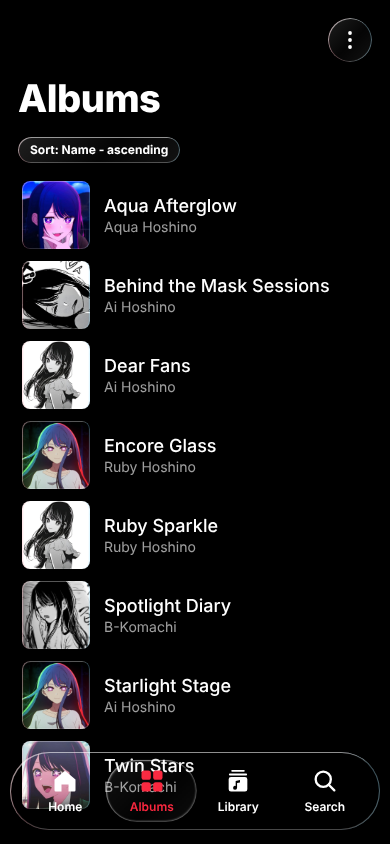 Albums
Sort: Name - ascending
Aqua Afterglow
Aqua Hoshino
Behind the Mask Sessions
Ai Hoshino
Dear Fans
Ai Hoshino
Encore Glass
Ruby Hoshino
Ruby Sparkle
Ruby Hoshino
Spotlight Diary
B-Komachi
Starlight Stage
Ai Hoshino
Twin Stars
B-Komachi
Home
Albums
Library
Search